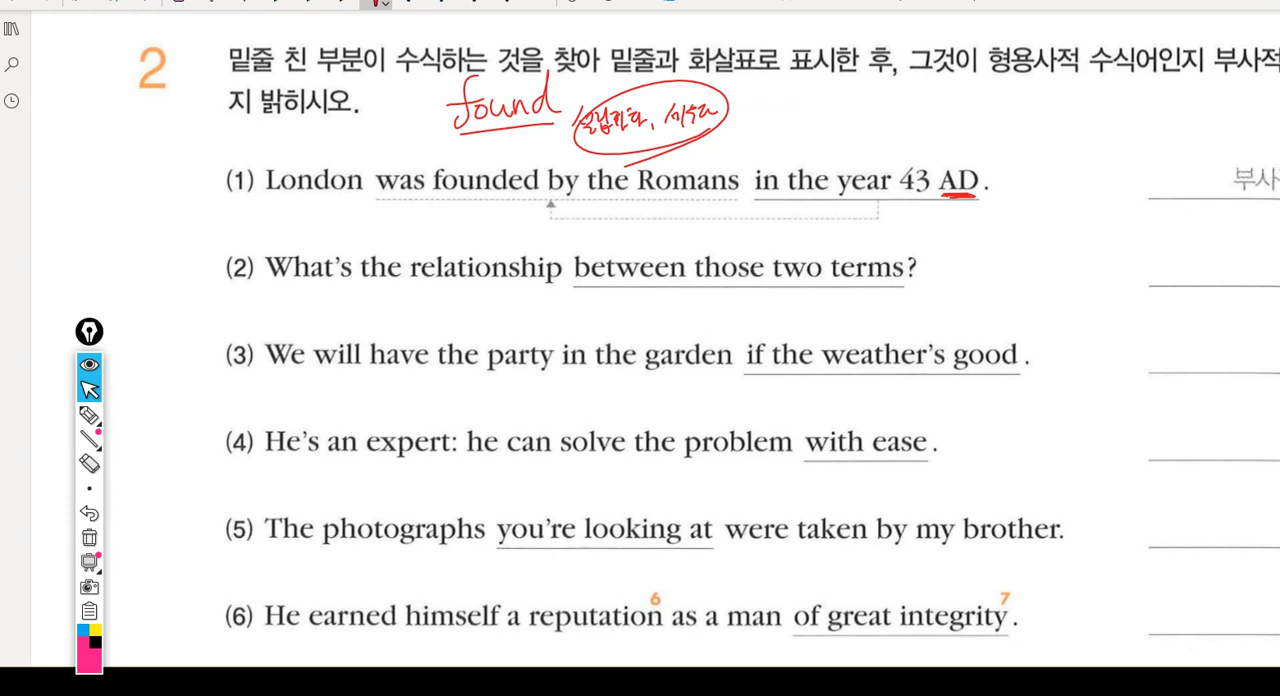 2 밑줄 친 부분이 수식하는 것을 찾아 밑줄과 화살표로 표시한 후, 그것이 형용사적 수식어인지 부사적
지 밝히시오.
found
(1) London was founded by the Romans in the year 43 AD. 부사
(2) What's the relationship between those two terms?
(3) We will have the party in the garden if the weather's good.
(4) He's an expert: he can solve the problem with ease.
(5) The photographs you're looking at were taken by my brother.
6 7
(6) He earned himself a reputation as a man of great integrity.